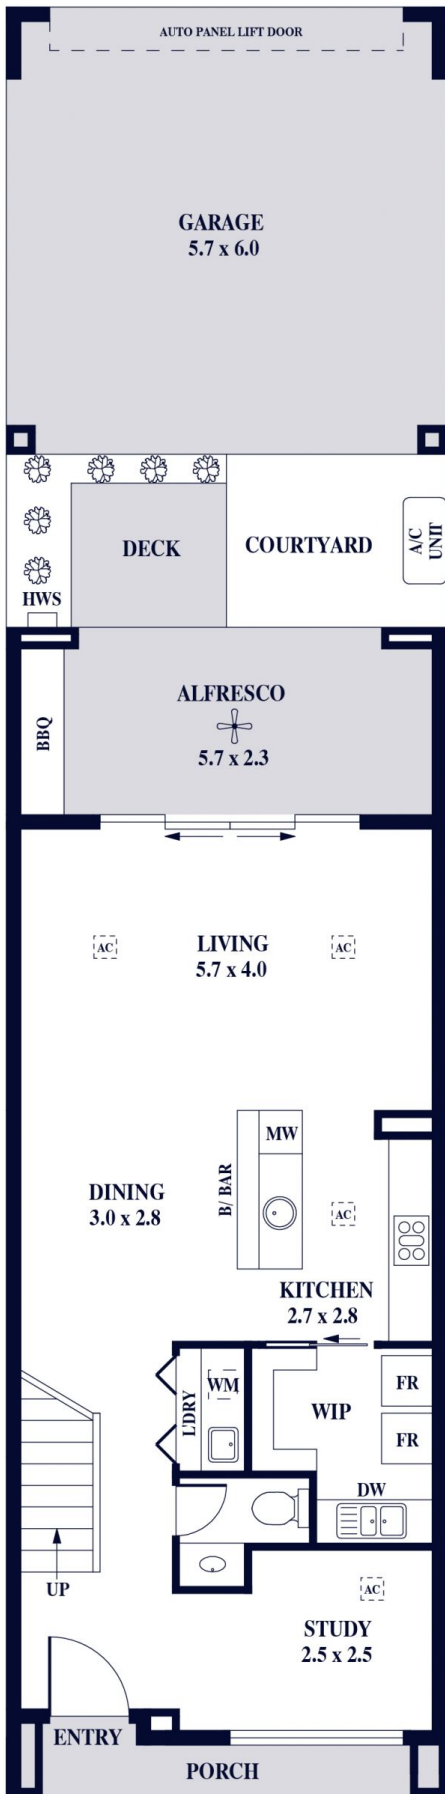 AUTO PANEL LIFT DOOR
GARAGE
5.7 x 6.0
DECK
COURTYARD
A/C
UNIT
HWS
BBQ
ALFRESCO
5.7 x 2.3
AC
LIVING
5.7 x 4.0
AC
MW
B/ BAR
DINING
3.0 x 2.8
AC
KITCHEN
2.7 x 2.8
L'DRY
WM
WIP
FR
FR
DW
UP
AC
STUDY
2.5 x 2.5
ENTRY
PORCH